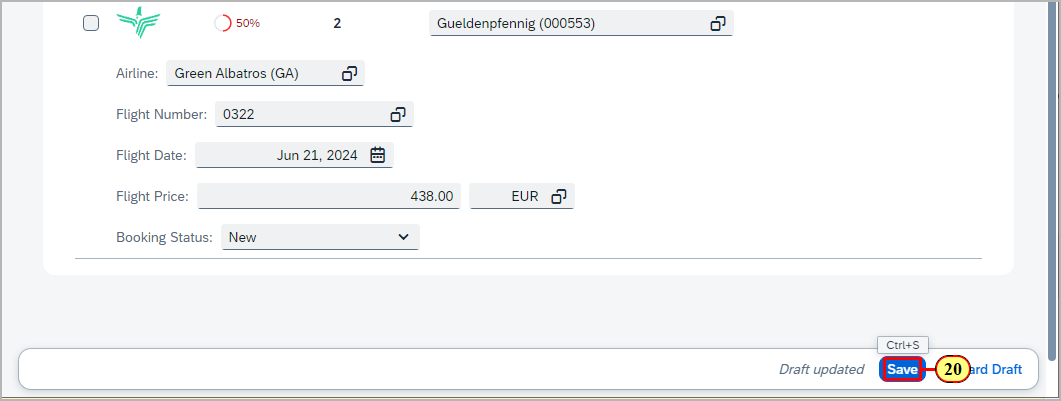 50% 2 Gueldenpfennig (000553)
Airline: Green Albatros (GA)
Flight Number: 0322
Flight Date: Jun 21, 2024
Flight Price: 438.00 EUR
Booking Status: New
Ctrl+S
Draft updated Save 20 ard Draft